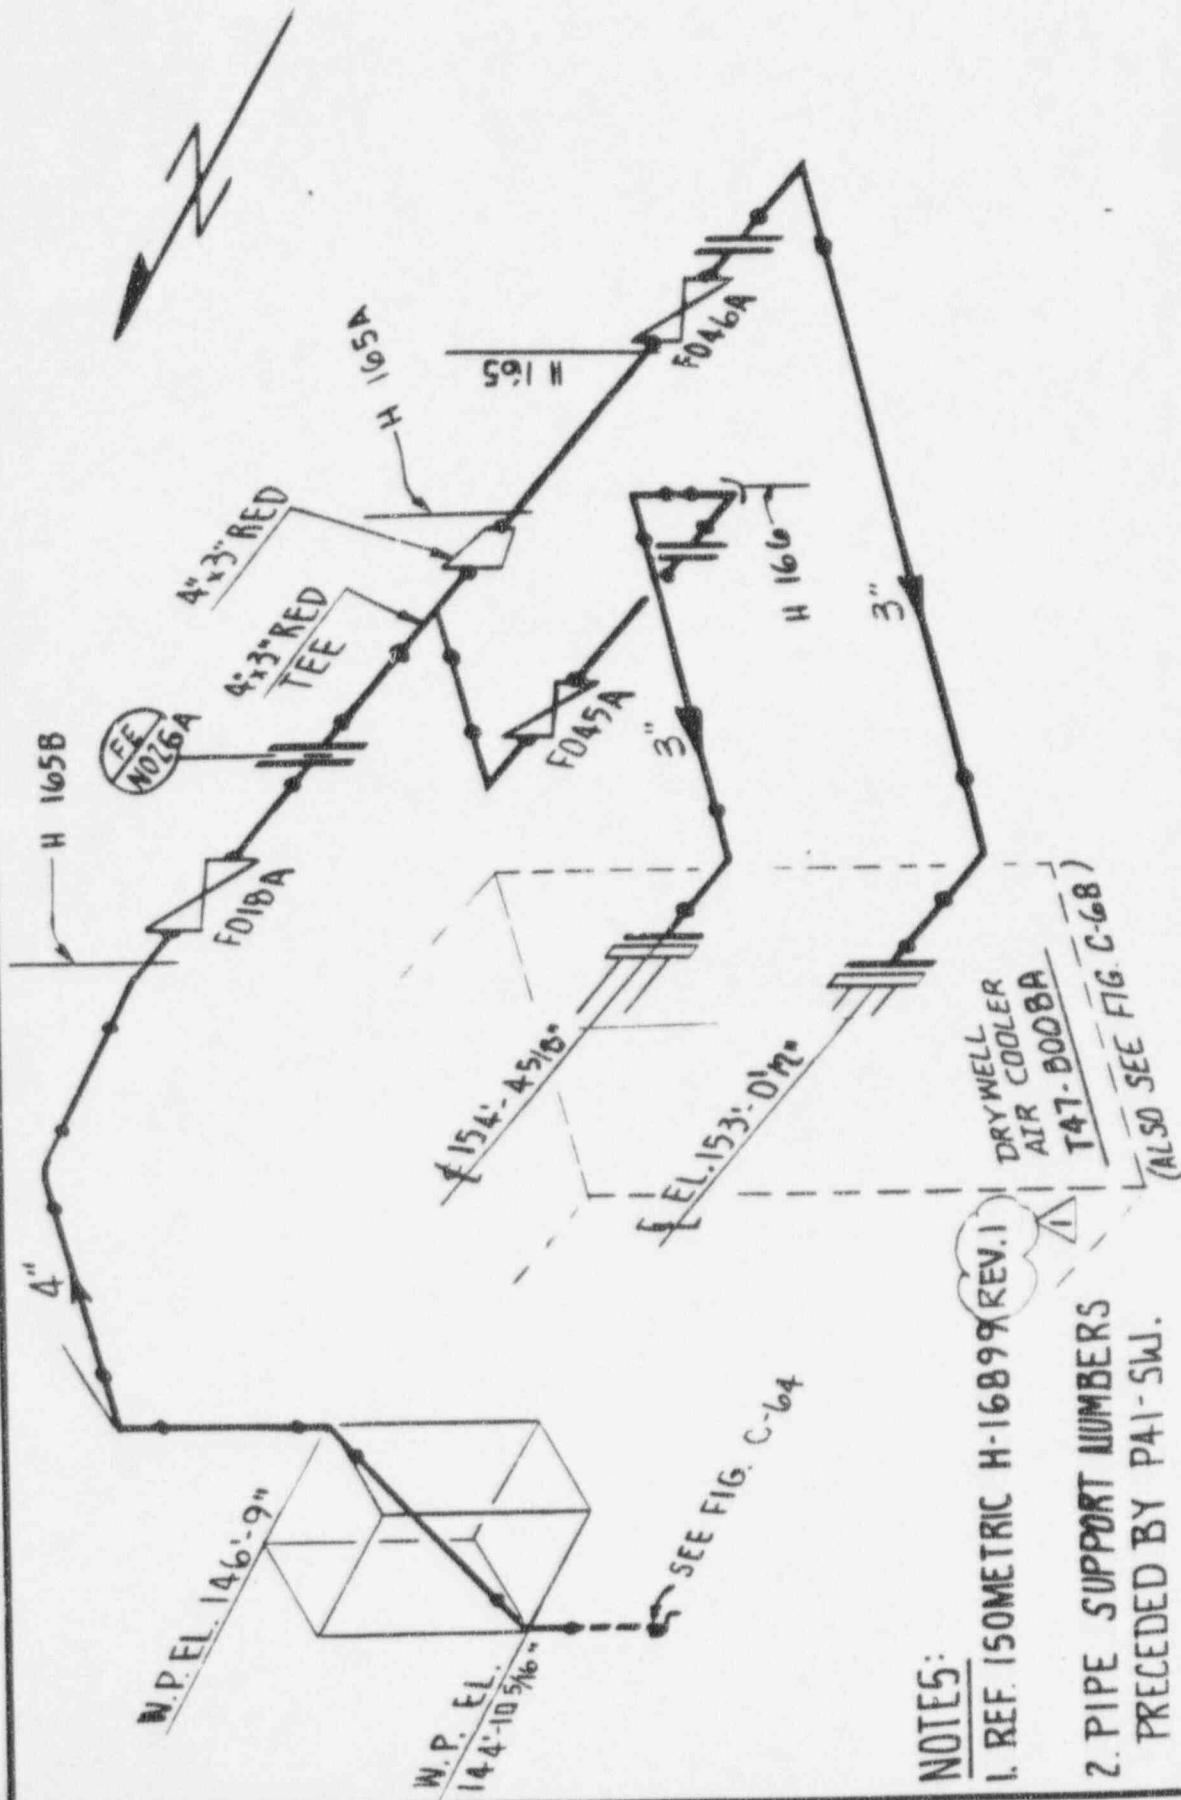 N
H 165B
FE
N026A
4"x3" RED
4"x3" RED
TEE
H 165A
H 165
F018A
F045A
F046A
4"
3"
3"
H 166
W.P. EL. 146'-9"
W.P. EL.
144'-10 5/16"
SEE FIG. C-64
℄ 154'-4 5/8"
℄ EL. 153'-0 1/2"
DRYWELL
AIR COOLER
T47-B008A
(ALSO SEE FIG. C-68)
NOTES:
1. REF. ISOMETRIC H-16899 REV.1
1
2. PIPE SUPPORT NUMBERS
PRECEDED BY P41-SW.